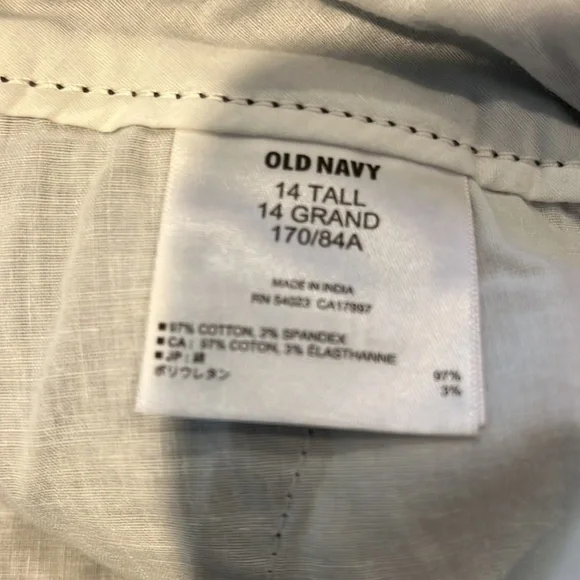 OLD NAVY
14 TALL
14 GRAND
170/84A
MADE IN INDIA
RN 54023 CA17897
■ 97% COTTON, 3% SPANDEX
■ CA : 97% COTON, 3% ÉLASTHANNE
■ JP : 綿 97%
ポリウレタン 3%